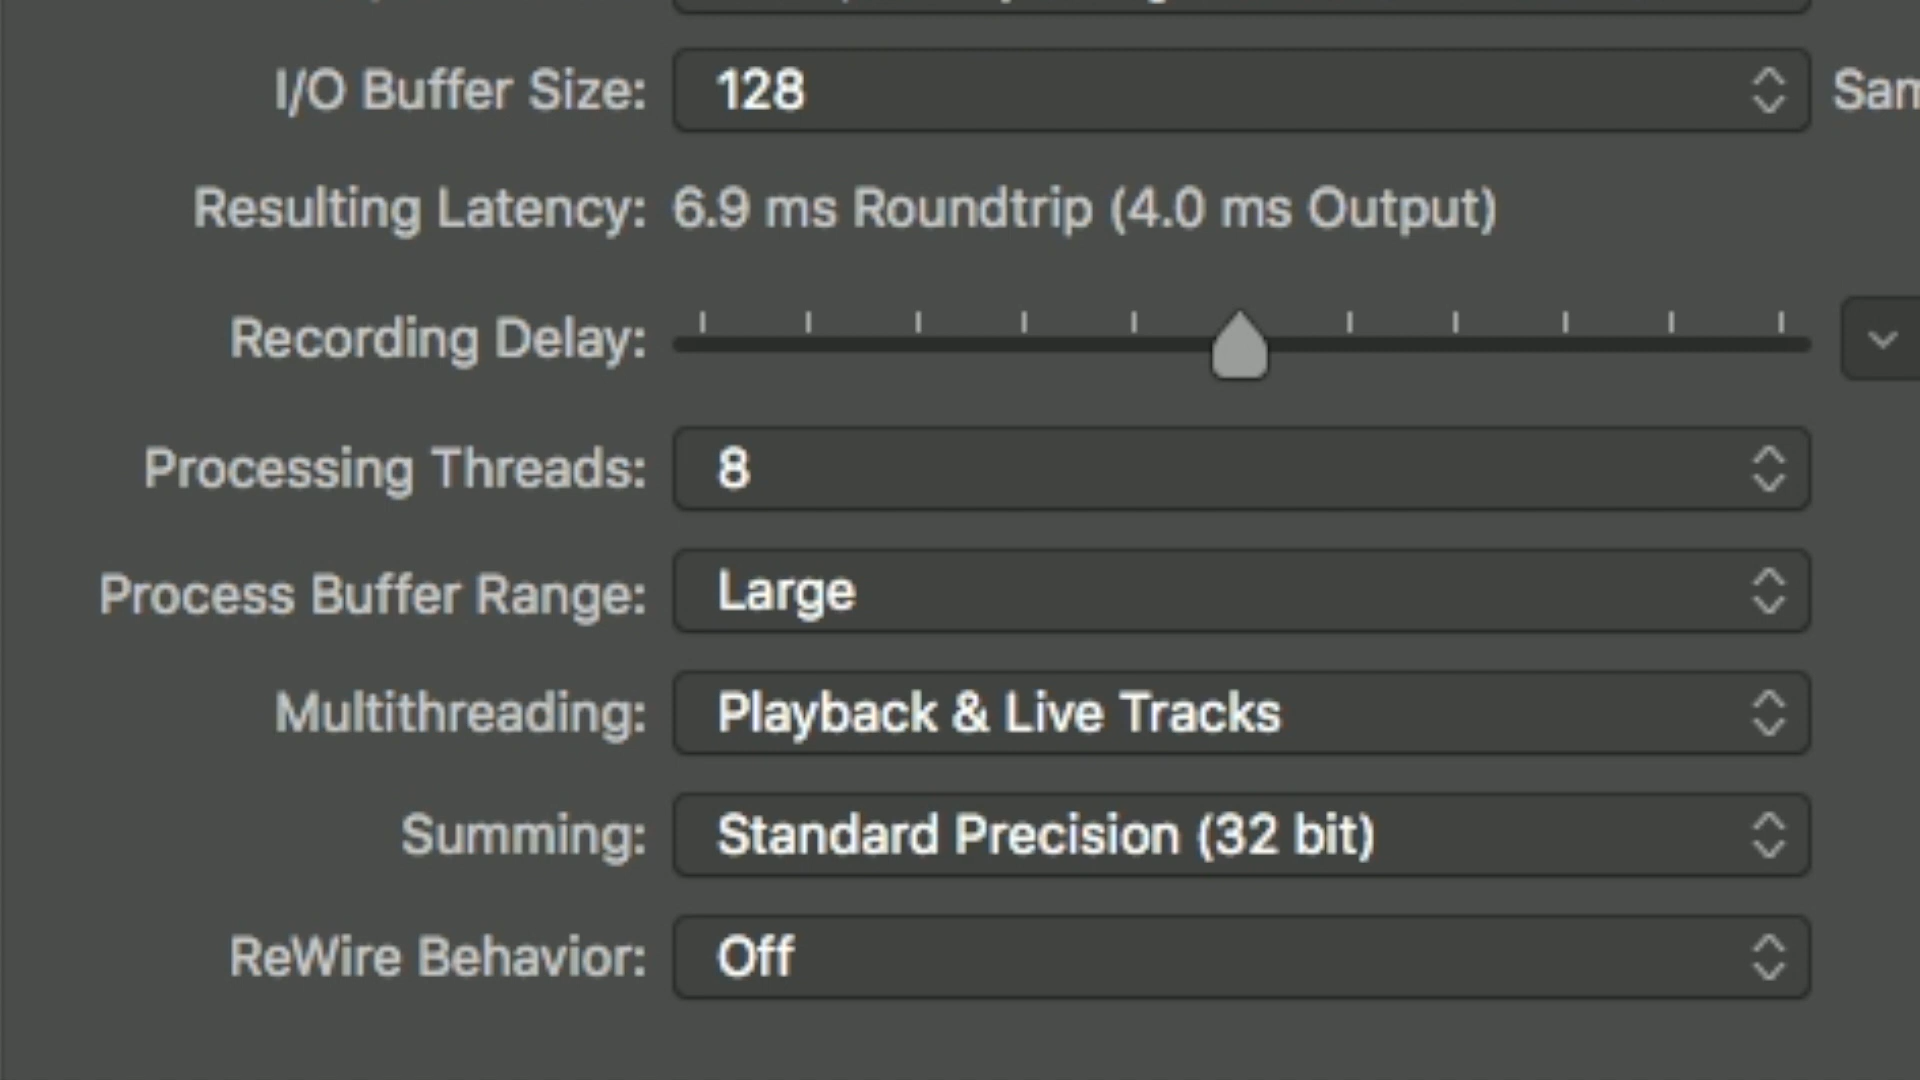 I/O Buffer Size: 128
Resulting Latency: 6.9 ms Roundtrip (4.0 ms Output)
Recording Delay:
Processing Threads: 8
Process Buffer Range: Large
Multithreading: Playback & Live Tracks
Summing: Standard Precision (32 bit)
ReWire Behavior: Off